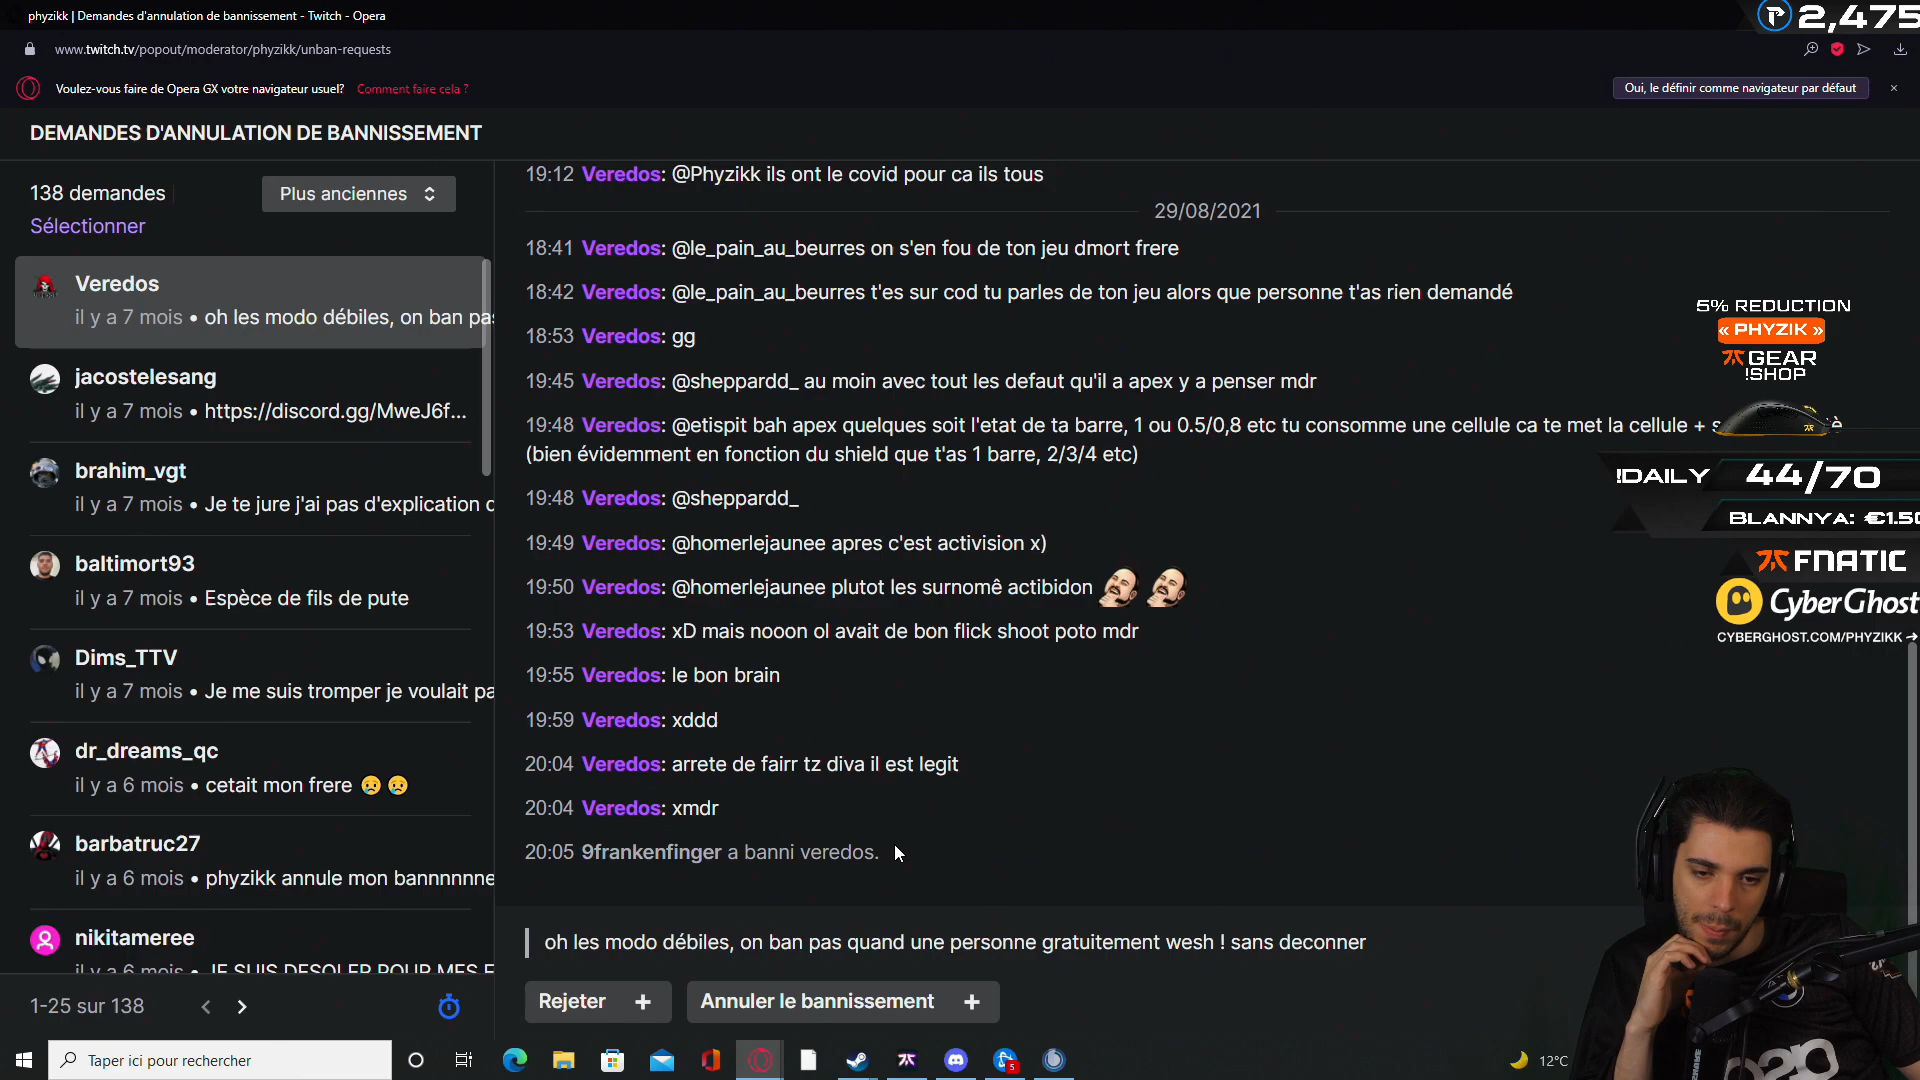 phyzikk | Demandes d'annulation de bannissement - Twitch - Opera
2,475
www.twitch.tv/popout/moderator/phyzikk/unban-requests
Voulez-vous faire de Opera GX votre navigateur usuel? Comment faire cela ?
Oui, le définir comme navigateur par défaut
DEMANDES D'ANNULATION DE BANNISSEMENT
138 demandes
Plus anciennes
Sélectionner
Veredos
il y a 7 mois • oh les modo débiles, on ban pas
jacostelesang
il y a 7 mois • https://discord.gg/MweJ6f...
brahim_vgt
il y a 7 mois • Je te jure j'ai pas d'explication
baltimort93
il y a 7 mois • Espèce de fils de pute
Dims_TTV
il y a 7 mois • Je me suis tromper je voulait pa
dr_dreams_qc
il y a 6 mois • cetait mon frere 😢 😢
barbatruc27
il y a 6 mois • phyzikk annule mon bannnnnne
nikitameree
il y a 6 mois • JE SUIS DESOLER POUR MES
1-25 sur 138
19:12 Veredos: @Phyzikk ils ont le covid pour ca ils tous
29/08/2021
18:41 Veredos: @le_pain_au_beurres on s'en fou de ton jeu dmort frere
18:42 Veredos: @le_pain_au_beurres t'es sur cod tu parles de ton jeu alors que personne t'as rien demandé
18:53 Veredos: gg
19:45 Veredos: @sheppardd_ au moin avec tout les defaut qu'il a apex y a penser mdr
19:48 Veredos: @etispit bah apex quelques soit l'etat de ta barre, 1 ou 0.5/0,8 etc tu consomme une cellule ca te met la cellule +
(bien évidemment en fonction du shield que t'as 1 barre, 2/3/4 etc)
19:48 Veredos: @sheppardd_
19:49 Veredos: @homerlejaunee apres c'est activision x)
19:50 Veredos: @homerlejaunee plutot les surnomê actibidon
19:53 Veredos: xD mais nooon ol avait de bon flick shoot poto mdr
19:55 Veredos: le bon brain
19:59 Veredos: xddd
20:04 Veredos: arrete de fairr tz diva il est legit
20:04 Veredos: xmdr
20:05 9frankenfinger a banni veredos.
oh les modo débiles, on ban pas quand une personne gratuitement wesh ! sans deconner
Rejeter +
Annuler le bannissement +
5% REDUCTION
« PHYZIK »
GEAR
!SHOP
!DAILY 44/70
BLANNYA: €1.50
FNATIC
CyberGhost
CYBERGHOST.COM/PHYZIKK →
Taper ici pour rechercher
5
12°C